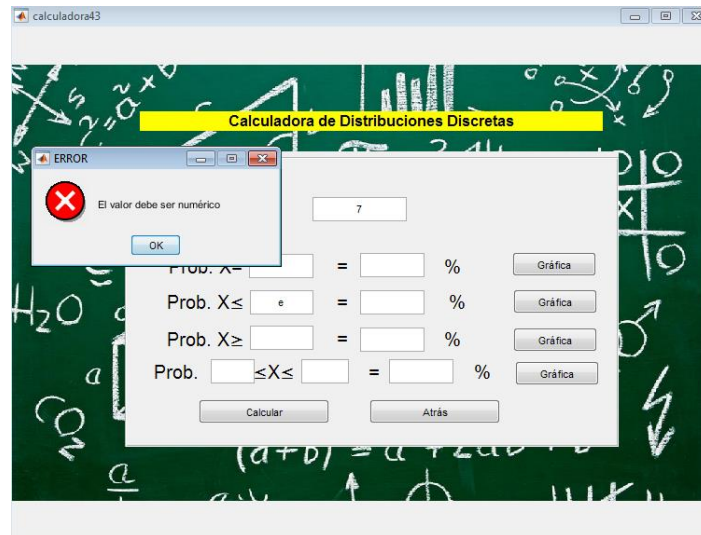 calculadora43
Calculadora de Distribuciones Discretas
ERROR
El valor debe ser numérico
OK
7
Prob. X= = % Gráfica
Prob. X≤ e = % Gráfica
Prob. X≥ = % Gráfica
Prob. ≤X≤ = % Gráfica
Calcular Atrás
H₂O
a
a